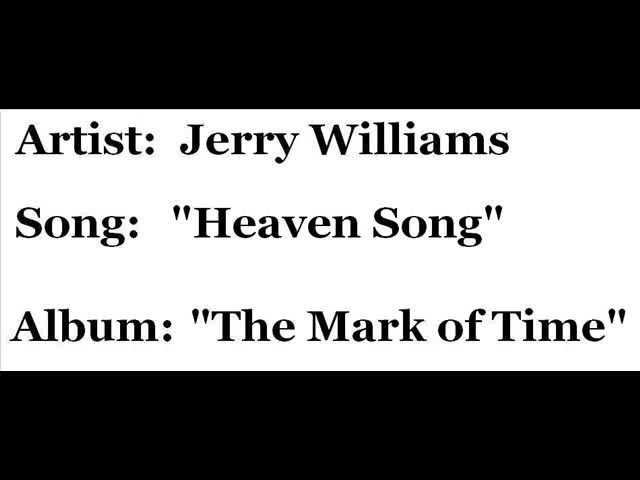 Artist: Jerry Williams
Song: "Heaven Song"
Album: "The Mark of Time"